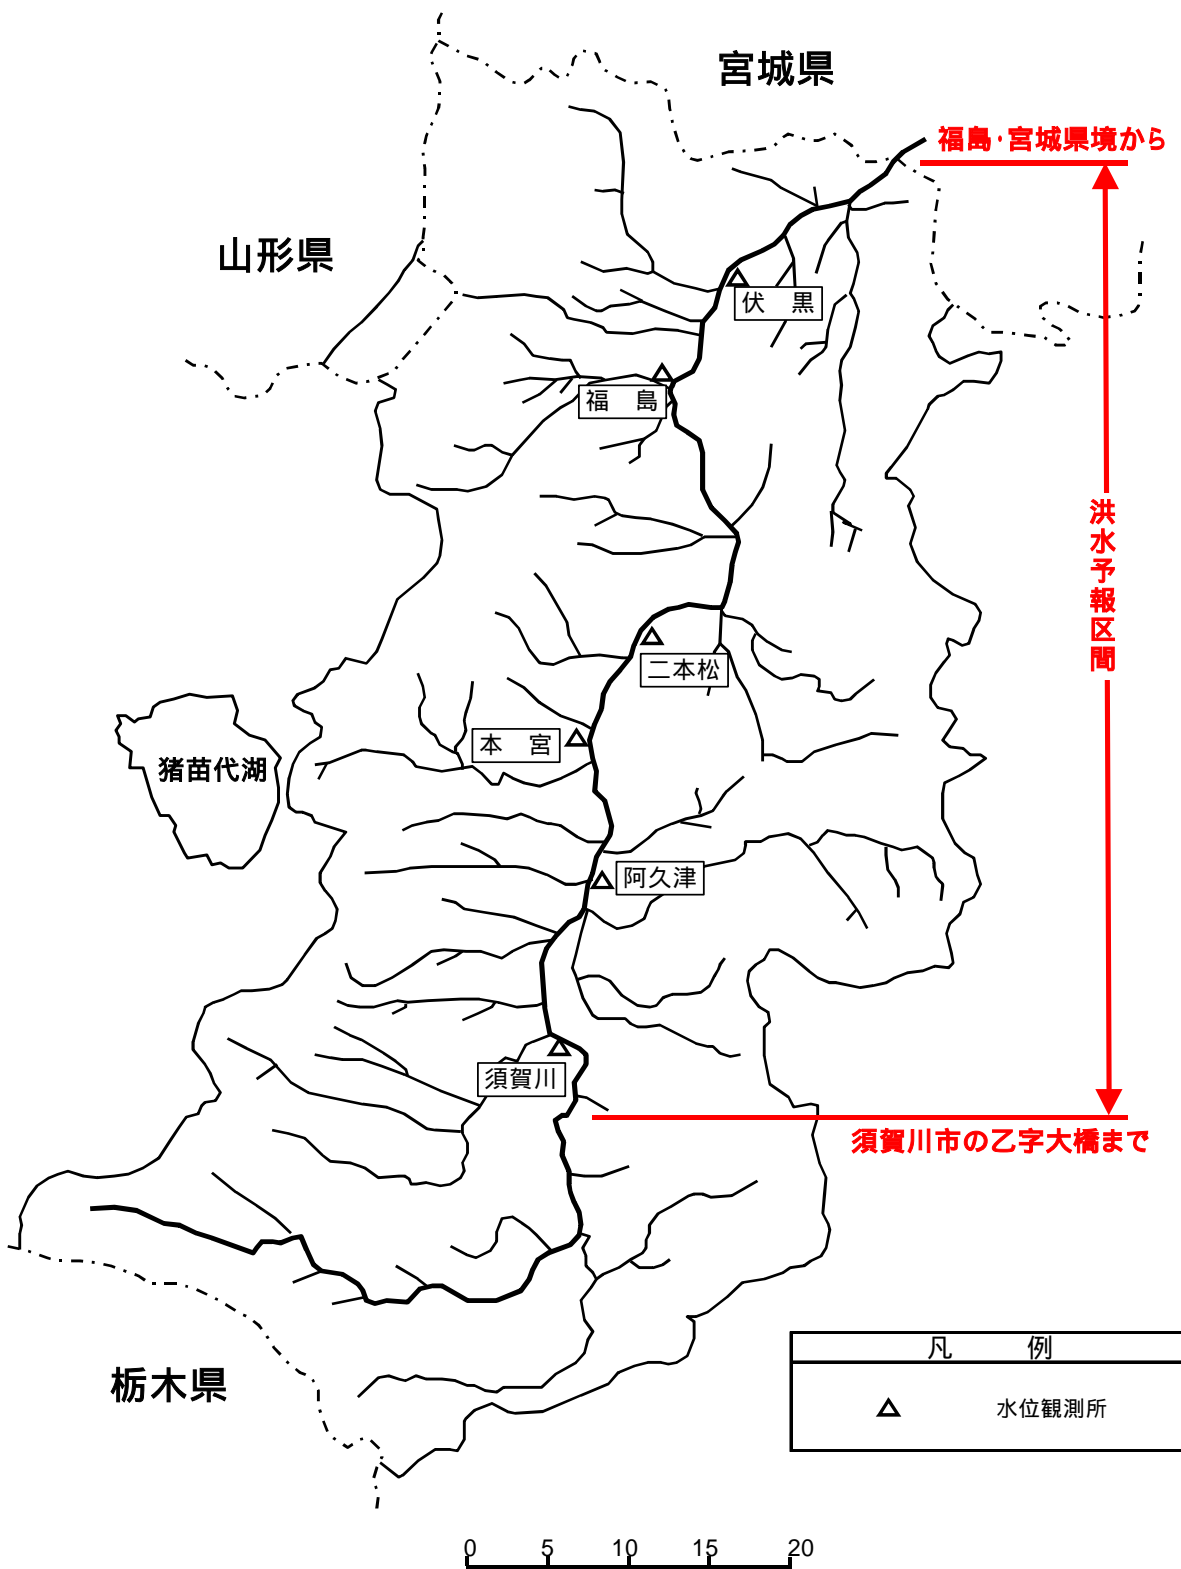 宮城県
福島・宮城県境から
山形県
伏　黒
福　島
洪水予報区間
二本松
本　宮
猪苗代湖
阿久津
須賀川
須賀川市の乙字大橋まで
凡　　例
栃木県
水位観測所
0 5 10 15 20